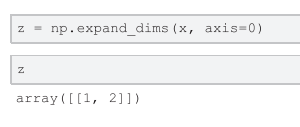 z = np.expand_dims(x, axis=0)
z
array([[1, 2]])